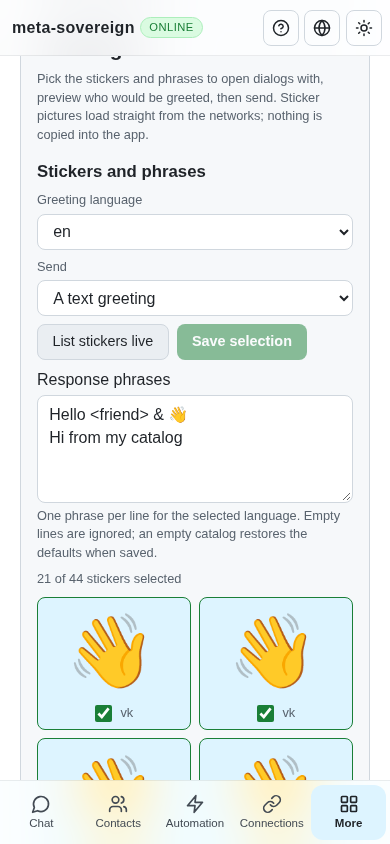 meta-sovereign ONLINE
Pick the stickers and phrases to open dialogs with,
preview who would be greeted, then send. Sticker
pictures load straight from the networks; nothing is
copied into the app.
Stickers and phrases
Greeting language
en
Send
A text greeting
List stickers live
Save selection
Response phrases
Hello <friend> & 👋
Hi from my catalog
One phrase per line for the selected language. Empty
lines are ignored; an empty catalog restores the
defaults when saved.
21 of 44 stickers selected
vk
vk
Chat
Contacts
Automation
Connections
More